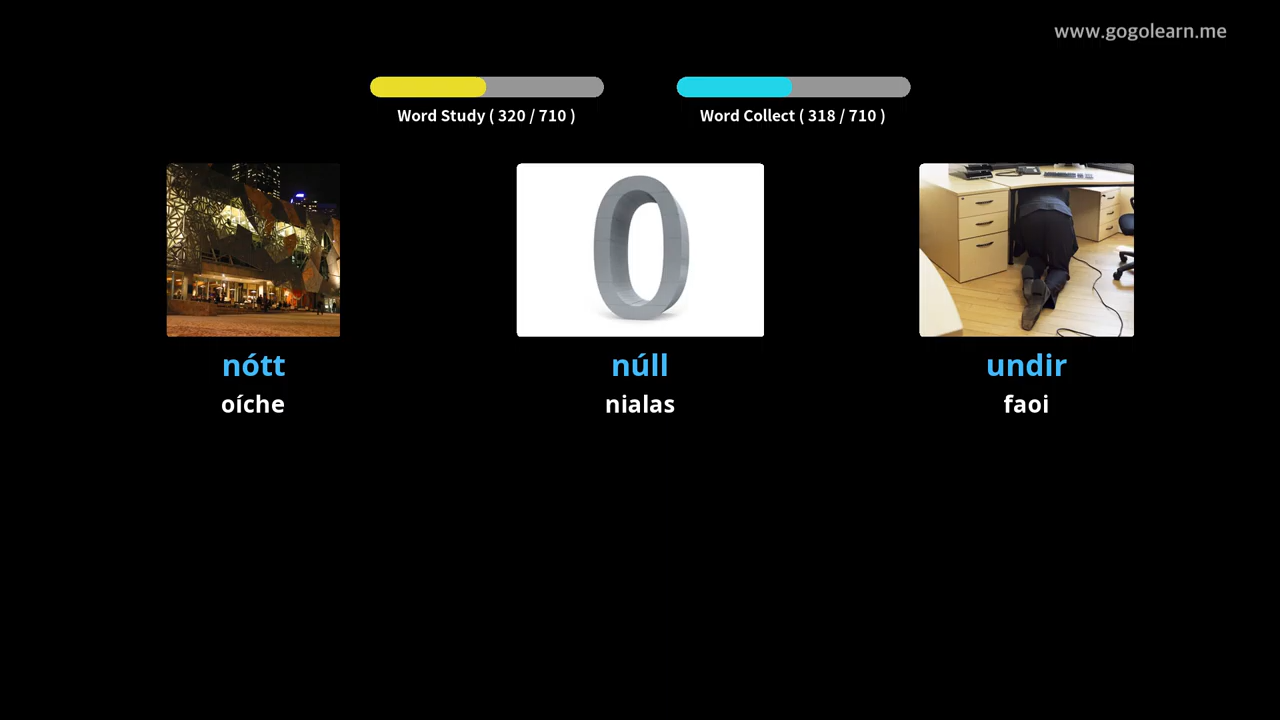 www.gogolearn.me
Word Study ( 320 / 710 )
Word Collect ( 318 / 710 )
nótt
núll
undir
oíche
nialas
faoi